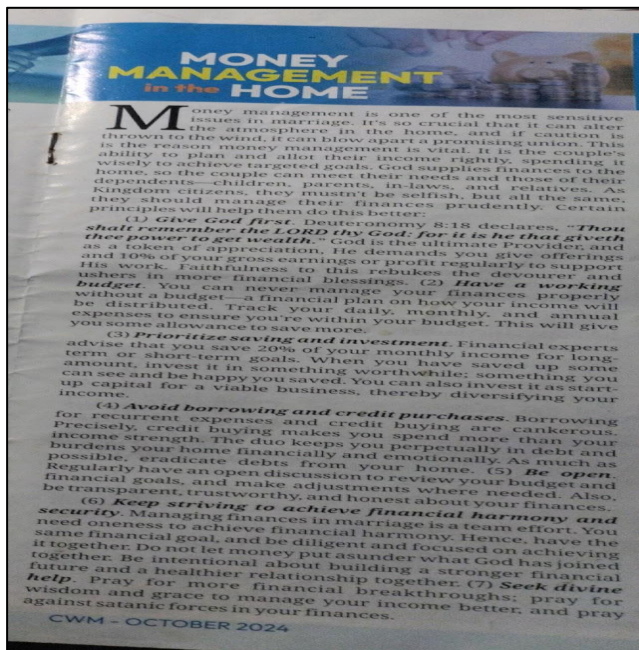 MONEY
MANAGEMENT
in the HOME
Money management is one of the most sensitive
issues in marriage. It's so crucial that it can alter
the atmosphere in the home, and if caution is
thrown to the wind, it can blow apart a promising union. This
is the reason money management is vital. It is the couple's
ability to plan and allot their income rightly, spending it
wisely to achieve targeted goals. God supplies finances to the
home, so the couple can meet their needs and those of their
dependents—children, parents, in-laws, and relatives. As
Kingdom citizens, they mustn't be selfish, but all the same,
they should manage their finances prudently. Certain
principles will help them do this better:
(1) Give God first. Deuteronomy 8:18 declares, "Thou
shalt remember the LORD thy God: for it is he that giveth
thee power to get wealth." God is the ultimate Provider, and
as a token of appreciation, He demands you give offerings
and 10% of your gross earnings or profit regularly to support
His work. Faithfulness to this rebukes the devourer and
ushers in more financial blessings. (2) Have a working
budget. You can never manage your finances properly
without a budget—a financial plan on how your income will
be distributed. Track your daily, monthly, and annual
expenses to ensure you're within your budget. This will give
you some allowance to save more.
(3) Prioritize saving and investment. Financial experts
advise that you save 20% of your monthly income for long-
term or short-term goals. When you have saved up some
amount, invest it in something worthwhile; something you
can see and be happy you saved. You can also invest it as start-
up capital for a viable business, thereby diversifying your
income.
(4) Avoid borrowing and credit purchases. Borrowing
for recurrent expenses and credit buying are cankerous.
Precisely, credit buying makes you spend more than your
income strength. The duo keeps you perpetually in debt and
burdens your home financially and emotionally. As much as
possible, eradicate debts from your home. (5) Be open.
Regularly have an open discussion to review your budget and
financial goals, and make adjustments where needed. Also,
be transparent, trustworthy, and honest about your finances.
(6) Keep striving to achieve financial harmony and
security. Managing finances in marriage is a team effort. You
need oneness to achieve financial harmony. Hence, have the
same financial goal, and be diligent and focused on achieving
it together. Do not let money put asunder what God has joined
together. Be intentional about building a stronger financial
future and a healthier relationship together. (7) Seek divine
help. Pray for more financial breakthroughs; pray for
wisdom and grace to manage your income better, and pray
against satanic forces in your finances.
CWM - OCTOBER 2024